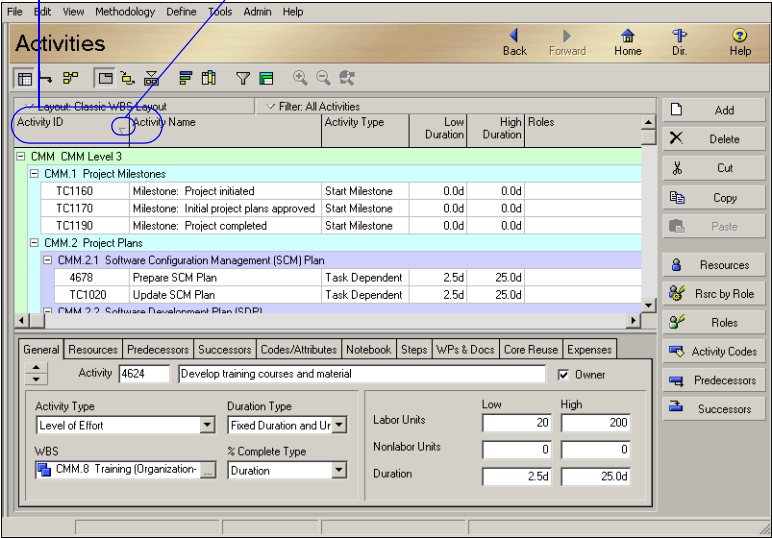 File Edit View Methodology Define Tools Admin Help
Activities
Back Forward Home Dir. Help
Layout: Classic WBS Layout Filter: All Activities
Activity ID Activity Name Activity Type Low Duration High Duration Roles
CMM CMM Level 3
CMM.1 Project Milestones
TC1160 Milestone: Project initiated Start Milestone 0.0d 0.0d
TC1170 Milestone: Initial project plans approved Start Milestone 0.0d 0.0d
TC1190 Milestone: Project completed Start Milestone 0.0d 0.0d
CMM.2 Project Plans
CMM.2.1 Software Configuration Management (SCM) Plan
4678 Prepare SCM Plan Task Dependent 2.5d 25.0d
TC1020 Update SCM Plan Task Dependent 2.5d 25.0d
CMM.2.2 Software Development Plan (SDP)
Add
Delete
Cut
Copy
Paste
Resources
Rsrc by Role
Roles
Activity Codes
Predecessors
Successors
General Resources Predecessors Successors Codes/Attributes Notebook Steps WPs & Docs Core Reuse Expenses
Activity 4624 Develop training courses and material Owner
Activity Type Duration Type
Level of Effort Fixed Duration and Ur
WBS % Complete Type
CMM.8 Training (Organization- ... Duration
Low High
Labor Units 20 200
Nonlabor Units 0 0
Duration 2.5d 25.0d